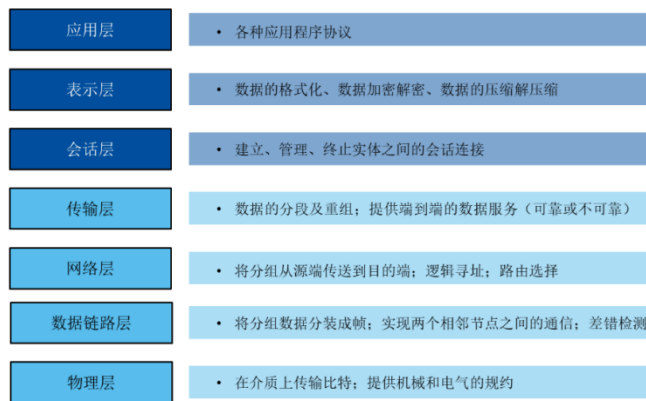 应用层
• 各种应用程序协议
表示层
• 数据的格式化、数据加密解密、数据的压缩解压缩
会话层
• 建立、管理、终止实体之间的会话连接
传输层
• 数据的分段及重组；提供端到端的数据服务（可靠或不可靠）
网络层
• 将分组从源端传送到目的端；逻辑寻址；路由选择
数据链路层
• 将分组数据分装成帧；实现两个相邻节点之间的通信；差错检测
物理层
• 在介质上传输比特；提供机械和电气的规约